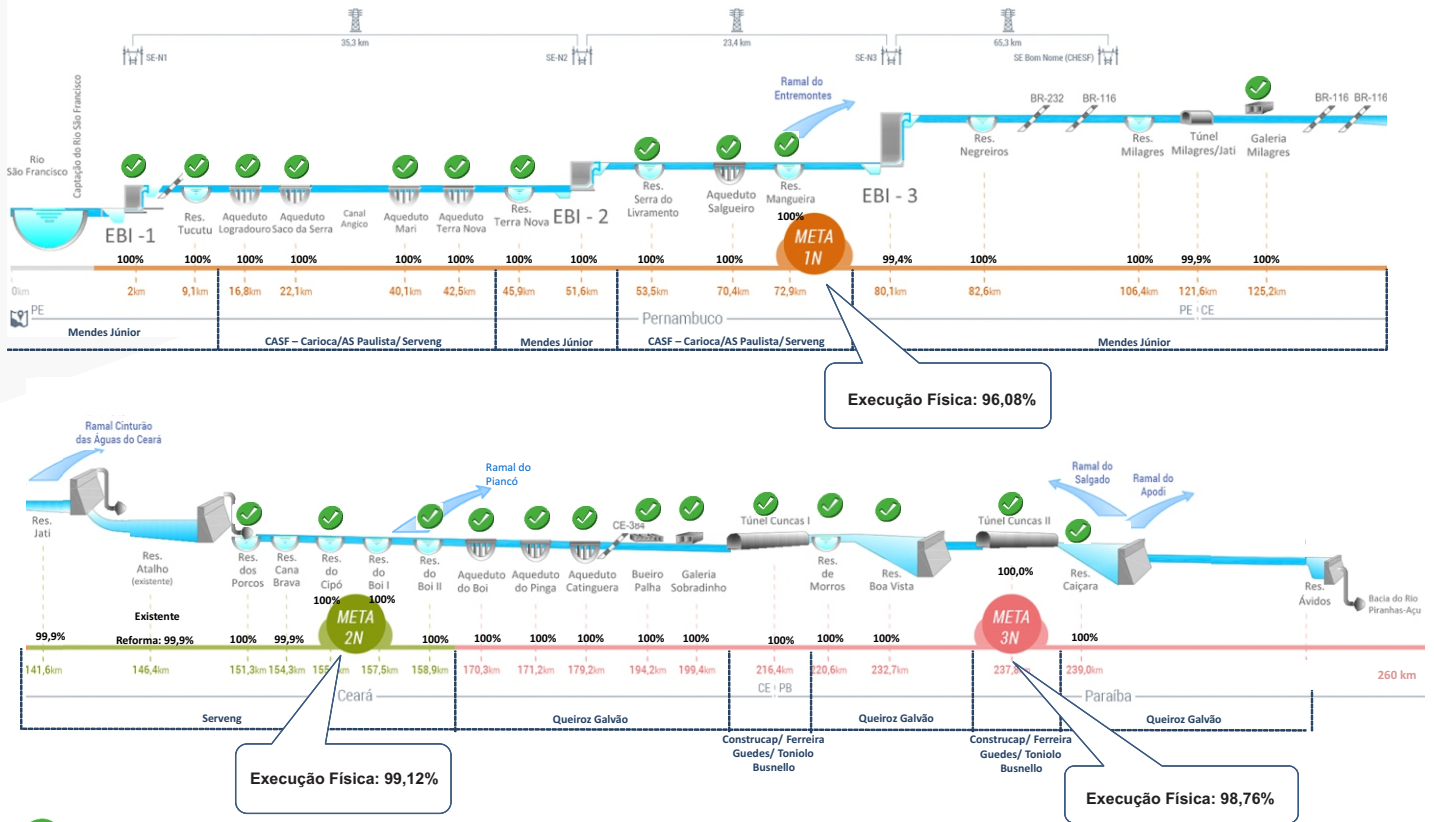 35,3 km
23,4 km
65,3 km
SE-N1
SE-N2
SE-N3
SE Bom Nome (CHESF)
Ramal do
Entremontes
Captação do Rio São Francisco
Rio
São Francisco
BR-232
BR-116
BR-116
BR-116
EBI -1
Res.
Tucutu
Aqueduto
Logradouro
Aqueduto
Saco da Serra
Canal
Angico
Aqueduto
Mari
Aqueduto
Terra Nova
Res.
Terra Nova
EBI - 2
Res.
Serra do
Livramento
Aqueduto
Salgueiro
Res.
Mangueira
EBI - 3
Res.
Negreiros
Res.
Milagres
Túnel
Milagres/Jati
Galeria
Milagres
100%
META
1N
100% 100% 100% 100% 100% 100% 100% 100% 100% 100% 99,4% 100% 100% 99,9% 100%
0km 2km 9,1km 16,8km 22,1km 40,1km 42,5km 45,9km 51,6km 53,5km 70,4km 72,9km 80,1km 82,6km 106,4km 121,6km 125,2km
PE
Pernambuco
PE CE
Mendes Júnior
CASF – Carioca/AS Paulista/ Serveng
Mendes Júnior
CASF – Carioca/AS Paulista/ Serveng
Mendes Júnior
Execução Física: 96,08%
Ramal Cinturão
das Águas do Ceará
Ramal do
Piancó
Ramal do
Salgado
Ramal do
Apodi
CE-384
Túnel Cuncas I
Túnel Cuncas II
Res.
Jati
Res.
Atalho
(existente)
Res.
dos
Porcos
Res.
Cana
Brava
Res.
do
Cipó
Res.
do
Boi I
Res.
do
Boi II
Aqueduto
do Boi
Aqueduto
do Pinga
Aqueduto
Catinguera
Bueiro
Palha
Galeria
Sobradinho
Res.
de
Morros
Res.
Boa Vista
100,0%
Res.
Caiçara
Res.
Ávidos
Bacia do Rio
Piranhas-Açu
100%
100%
META
2N
META
3N
Existente
Reforma: 99,9%
99,9% 100% 99,9% 100% 100% 100% 100% 100% 100% 100% 100% 100% 100%
141,6km 146,4km 151,3km 154,3km 157,5km 158,9km 170,3km 171,2km 179,2km 194,2km 199,4km 216,4km 220,6km 232,7km 239,0km 260 km
Ceará
CE PB
Paraíba
Serveng
Queiroz Galvão
Construcap/ Ferreira
Guedes/ Toniolo
Busnello
Queiroz Galvão
Construcap/ Ferreira
Guedes/ Toniolo
Busnello
Queiroz Galvão
Execução Física: 99,12%
Execução Física: 98,76%